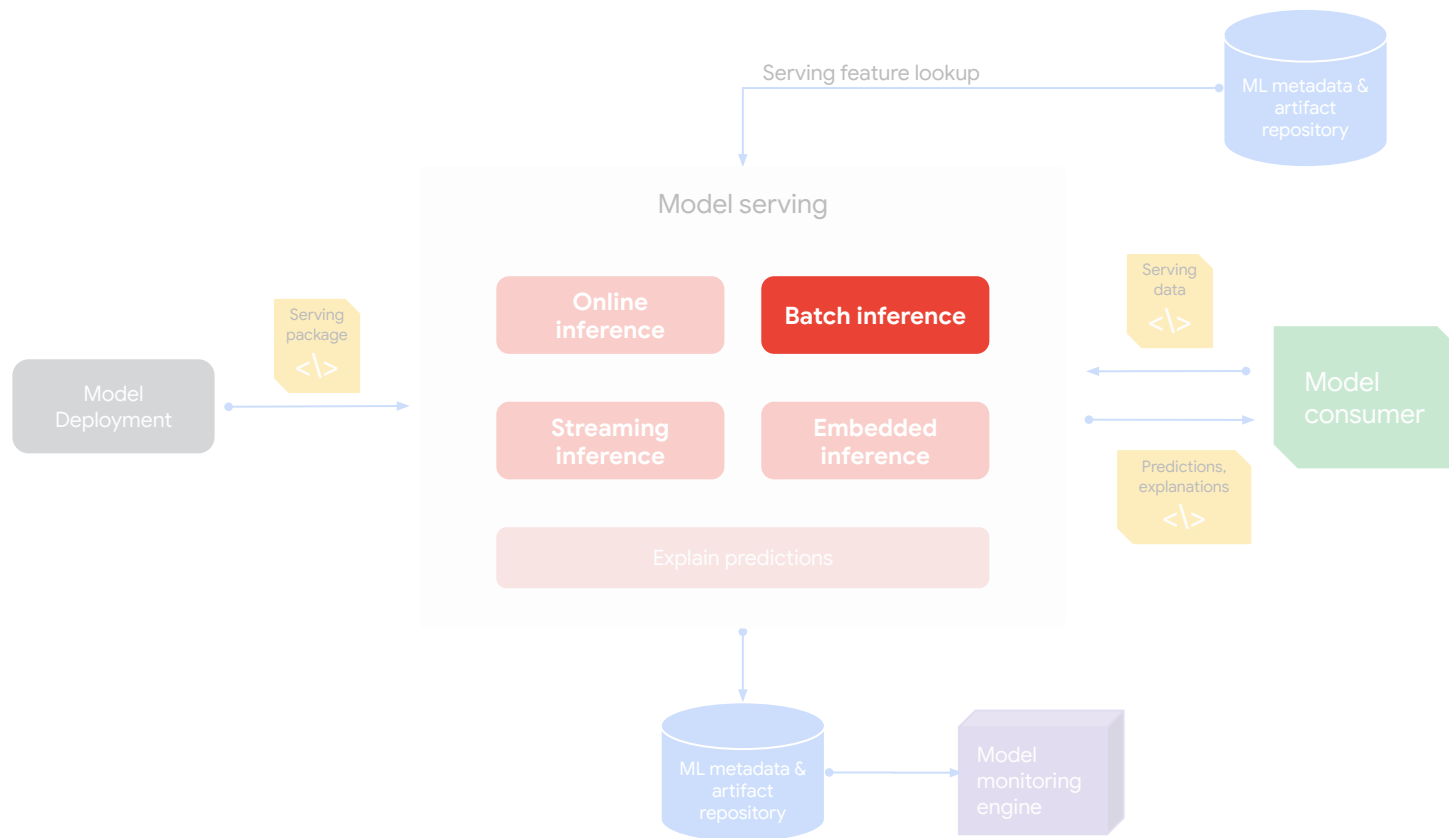 Serving feature lookup
ML metadata &
artifact
repository
Model serving
Online
inference
Batch inference
Serving
data
</>
Serving
package
</>
Model
Deployment
Model
consumer
Streaming
inference
Embedded
inference
Predictions,
explanations
</>
Explain predictions
ML metadata &
artifact
repository
Model
monitoring
engine